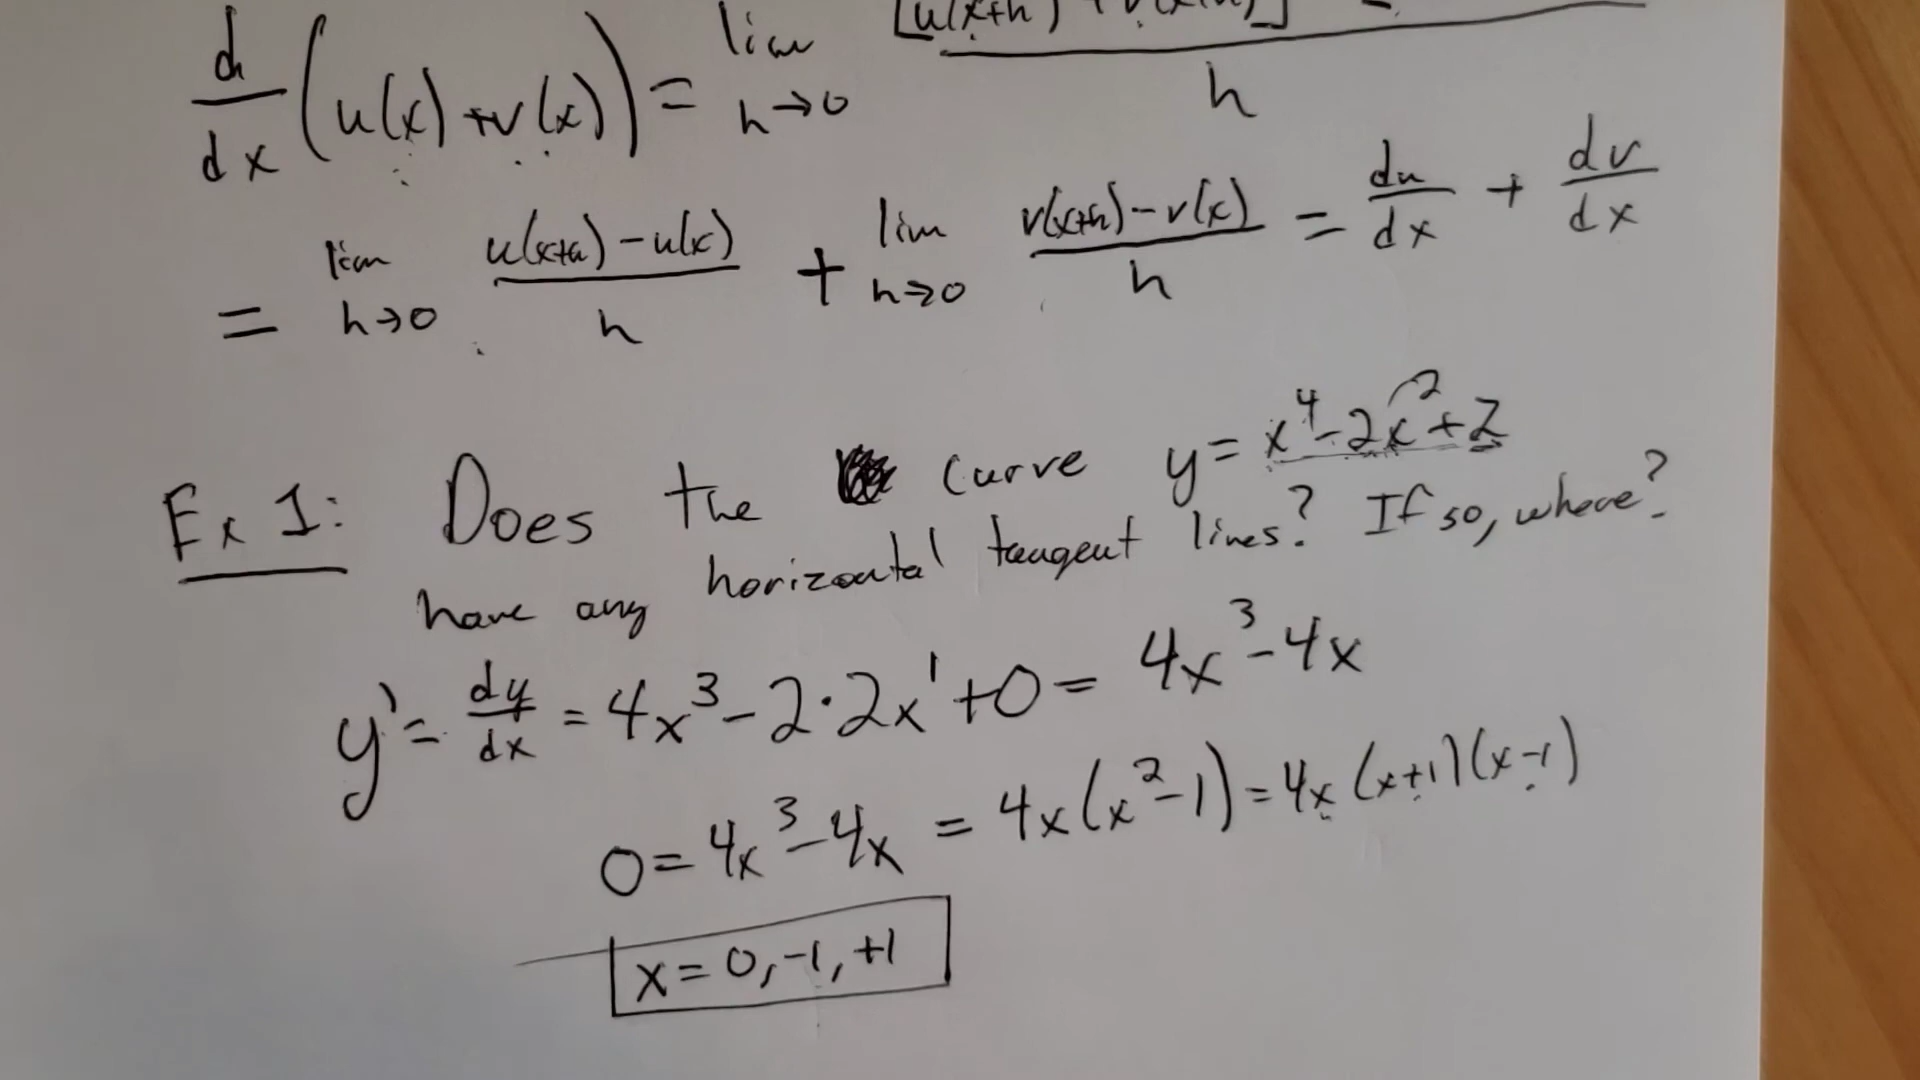 d/dx (u(x) + v(x)) = lim h→0 [u(x+h) + v(x+h)] - / h
= lim h→0 u(x+h) - u(x) / h + lim h→0 v(x+h) - v(x) / h = du/dx + dv/dx
Ex 1: Does the curve y = x⁴ - 2x² + 2
have any horizontal tangent lines? If so, where?
y' = dy/dx = 4x³ - 2·2x¹ + 0 = 4x³ - 4x
0 = 4x³ - 4x = 4x(x² - 1) = 4x(x+1)(x-1)
x = 0, -1, +1